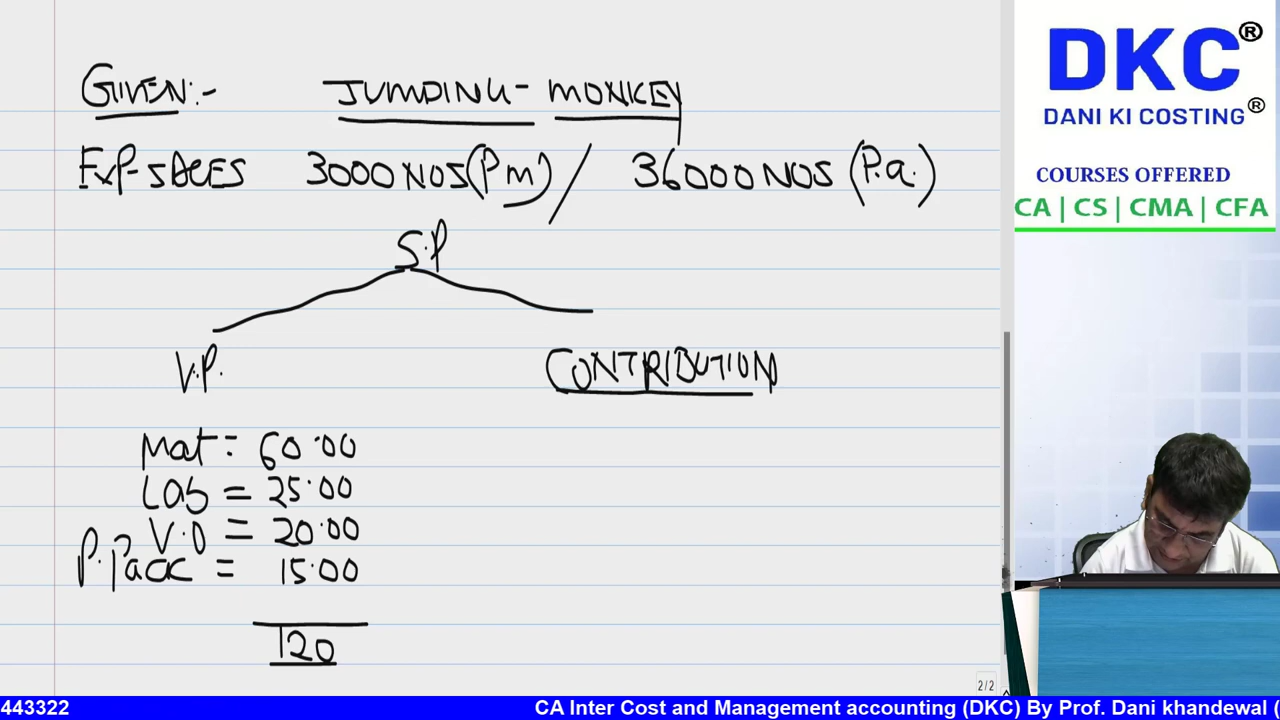 GIVEN:- JUMPING- MONKEY
EXP-SALES 3000 NOS (Pm) / 36000 NOS (P.a.)
S.P
V.P. CONTRIBUTION
Mat = 60.00
Lab = 25.00
V.O = 20.00
P.Pack = 15.00
120
2/2
DKC®
DANI KI COSTING®
COURSES OFFERED
CA | CS | CMA | CFA
443322 CA Inter Cost and Management accounting (DKC) By Prof. Dani khandewal (